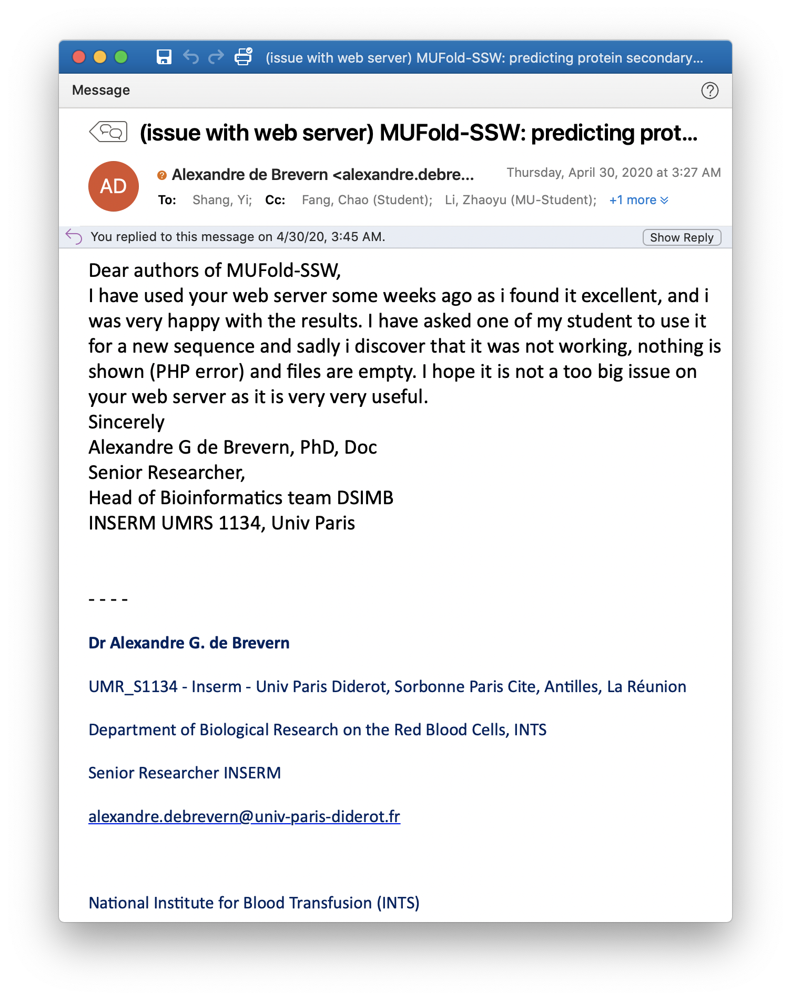 (issue with web server) MUFold-SSW: predicting protein secondary...
Message
(issue with web server) MUFold-SSW: predicting prot...
AD
Alexandre de Brevern <alexandre.debre...
Thursday, April 30, 2020 at 3:27 AM
To: Shang, Yi; Cc: Fang, Chao (Student); Li, Zhaoyu (MU-Student); +1 more
You replied to this message on 4/30/20, 3:45 AM.
Show Reply
Dear authors of MUFold-SSW,
I have used your web server some weeks ago as i found it excellent, and i
was very happy with the results. I have asked one of my student to use it
for a new sequence and sadly i discover that it was not working, nothing is
shown (PHP error) and files are empty. I hope it is not a too big issue on
your web server as it is very very useful.
Sincerely
Alexandre G de Brevern, PhD, Doc
Senior Researcher,
Head of Bioinformatics team DSIMB
INSERM UMRS 1134, Univ Paris
- - - -
Dr Alexandre G. de Brevern
UMR_S1134 - Inserm - Univ Paris Diderot, Sorbonne Paris Cite, Antilles, La Réunion
Department of Biological Research on the Red Blood Cells, INTS
Senior Researcher INSERM
alexandre.debrevern@univ-paris-diderot.fr
National Institute for Blood Transfusion (INTS)